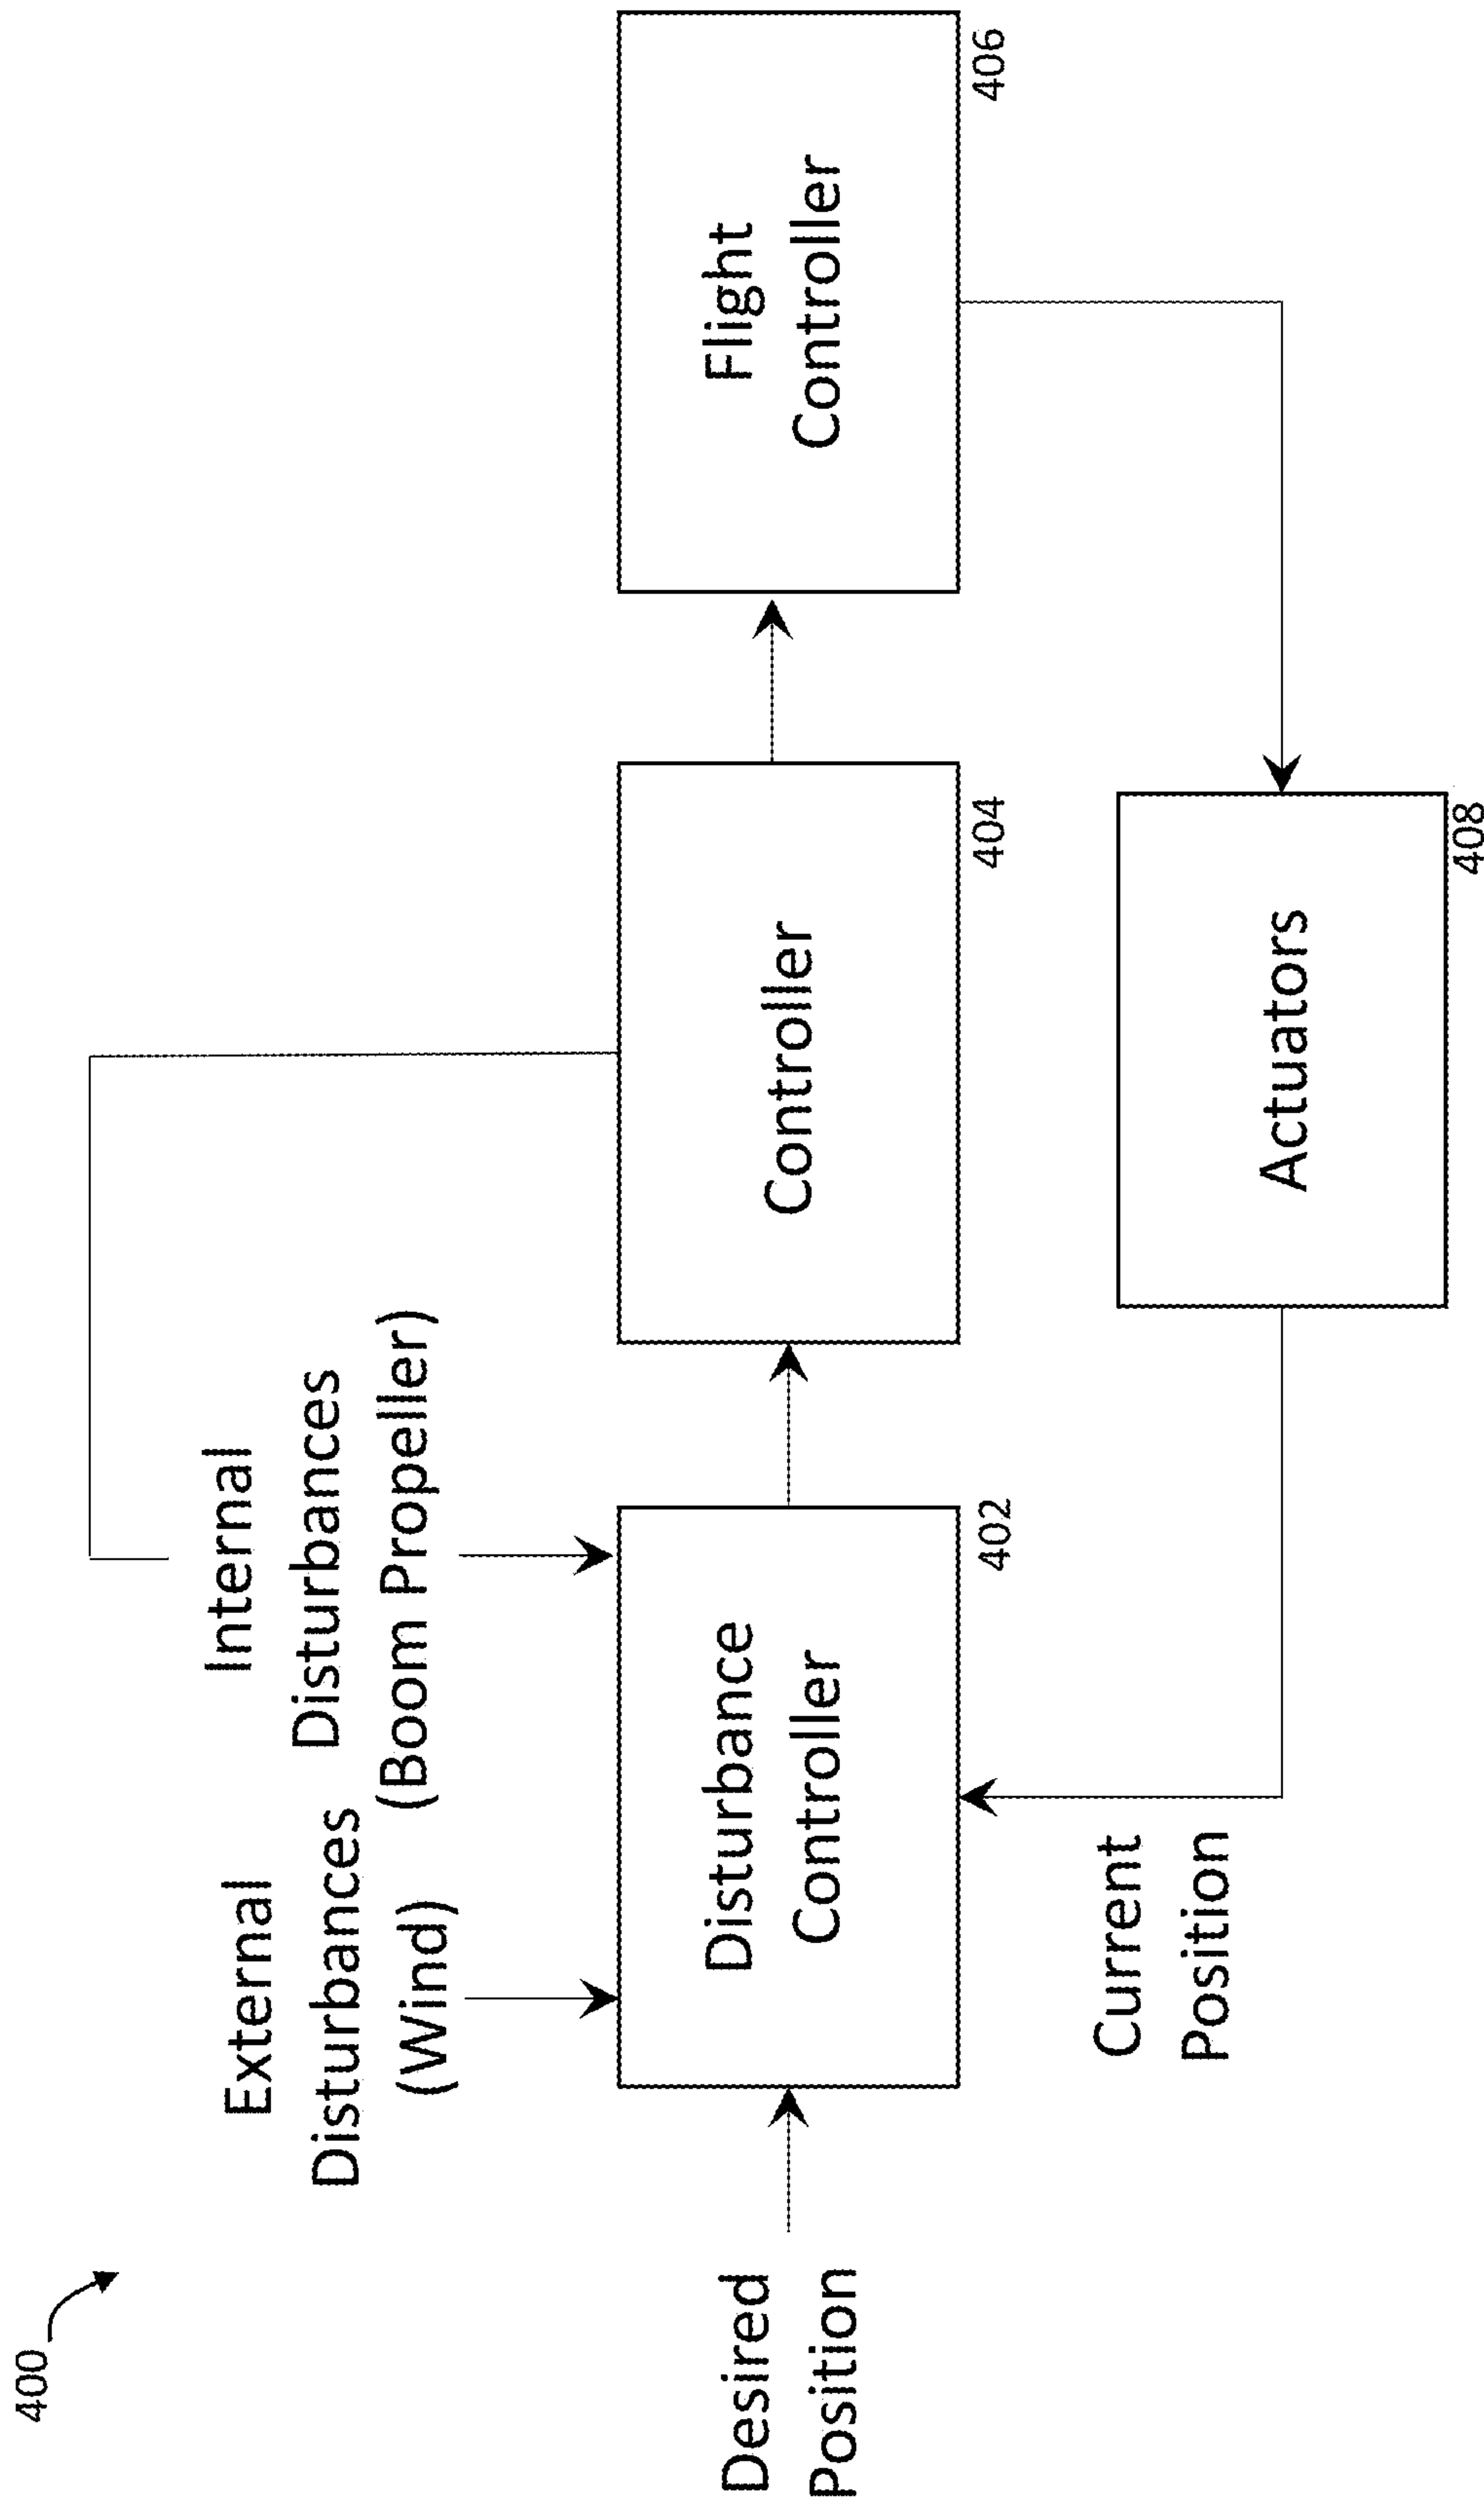 400
External
Disturbances
(Wind)
Internal
Disturbances
(Boom Propeller)
Desired
Position
Disturbance
Controller
402
Controller
404
Flight
Controller
406
Current
Position
Actuators
408